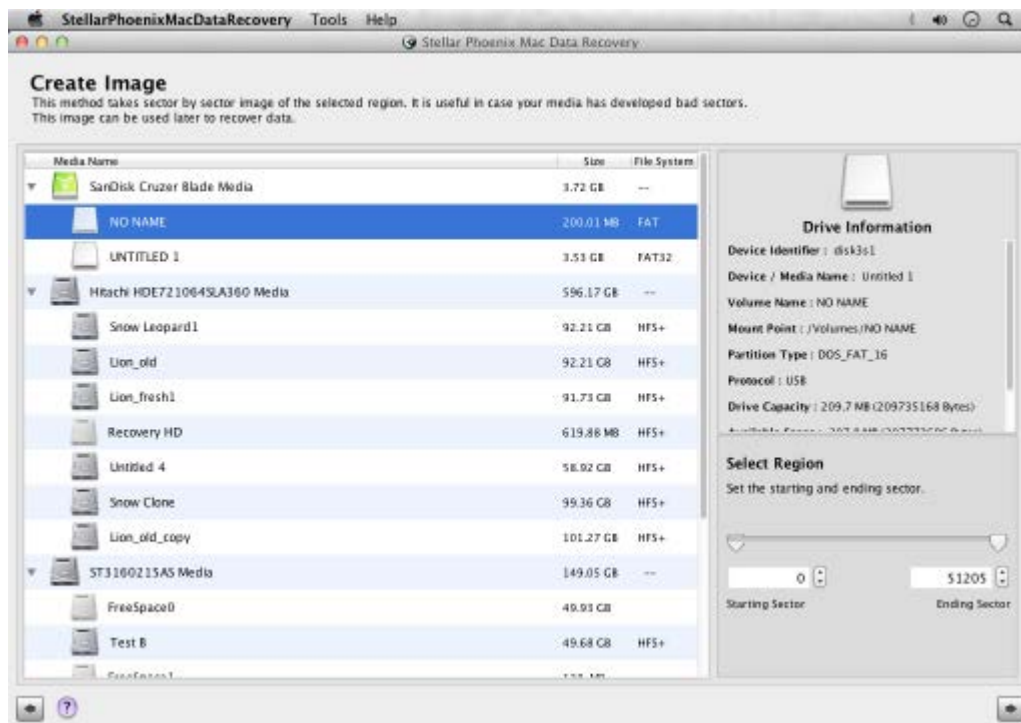 StellarPhoenixMacDataRecovery Tools Help
Stellar Phoenix Mac Data Recovery
Create Image
This method takes sector by sector image of the selected region. It is useful in case your media has developed bad sectors.
This image can be used later to recover data.
Media Name Size File System
SanDisk Cruzer Blade Media 3.72 GB --
NO NAME 200.01 MB FAT
UNTITLED 1 3.53 GB FAT32
Hitachi HDE721064SLA360 Media 596.17 GB --
Snow Leopard1 92.21 GB HFS+
Lion_old 92.21 GB HFS+
Lion_fresh1 91.73 GB HFS+
Recovery HD 619.88 MB HFS+
Untitled 4 58.92 GB HFS+
Snow Clone 99.36 GB HFS+
Lion_old_copy 101.27 GB HFS+
ST3160215AS Media 149.05 GB --
FreeSpace0 49.93 GB
Test B 49.68 GB HFS+
Drive Information
Device Identifier : disk3s1
Device / Media Name : Untitled 1
Volume Name : NO NAME
Mount Point : /Volumes/NO NAME
Partition Type : DOS_FAT_16
Protocol : USB
Drive Capacity : 209.7 MB (209735168 Bytes)
Select Region
Set the starting and ending sector.
0 51205
Starting Sector Ending Sector
?